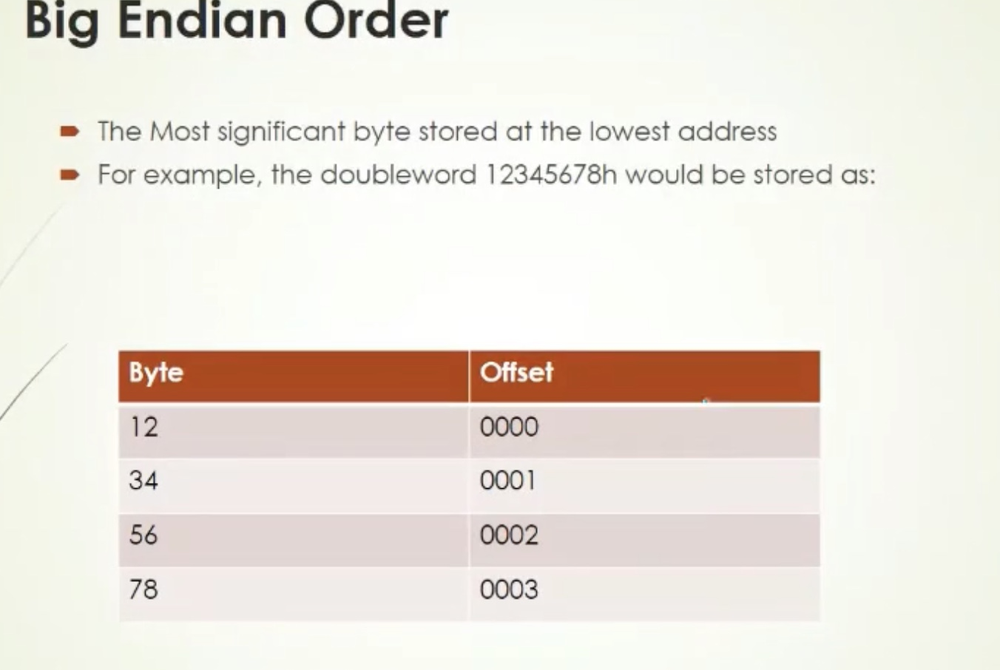 Big Endian Order
The Most significant byte stored at the lowest address
For example, the doubleword 12345678h would be stored as:
Byte Offset
12 0000
34 0001
56 0002
78 0003